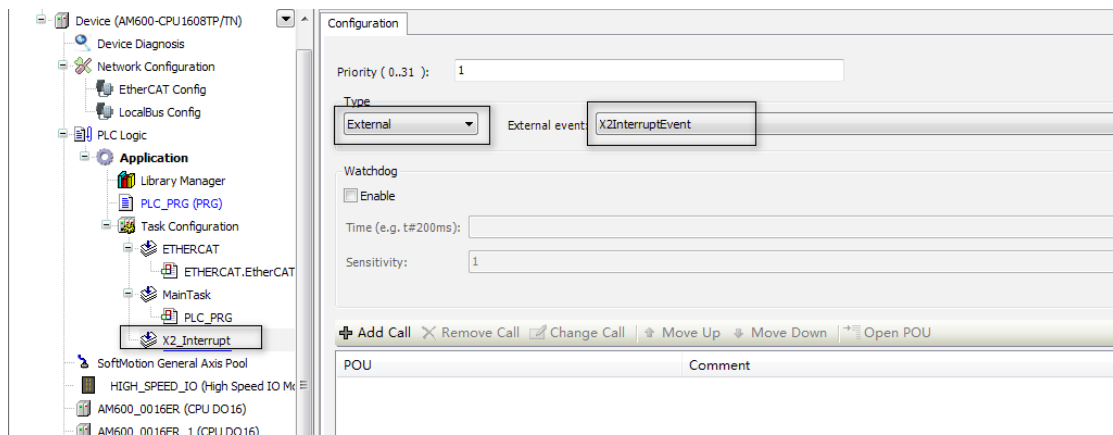 Device (AM600-CPU1608TP/TN)
Device Diagnosis
Network Configuration
EtherCAT Config
LocalBus Config
PLC Logic
Application
Library Manager
PLC_PRG (PRG)
Task Configuration
ETHERCAT
ETHERCAT.EtherCAT
MainTask
PLC_PRG
X2_Interrupt
SoftMotion General Axis Pool
HIGH_SPEED_IO (High Speed IO Mo
AM600_0016ER (CPU DO16)
AM600_0016ER_1 (CPU DO16)
Configuration
Priority ( 0..31 ): 1
Type
External External event: X2InterruptEvent
Watchdog
Enable
Time (e.g. t#200ms):
Sensitivity: 1
Add Call Remove Call Change Call Move Up Move Down Open POU
POU Comment